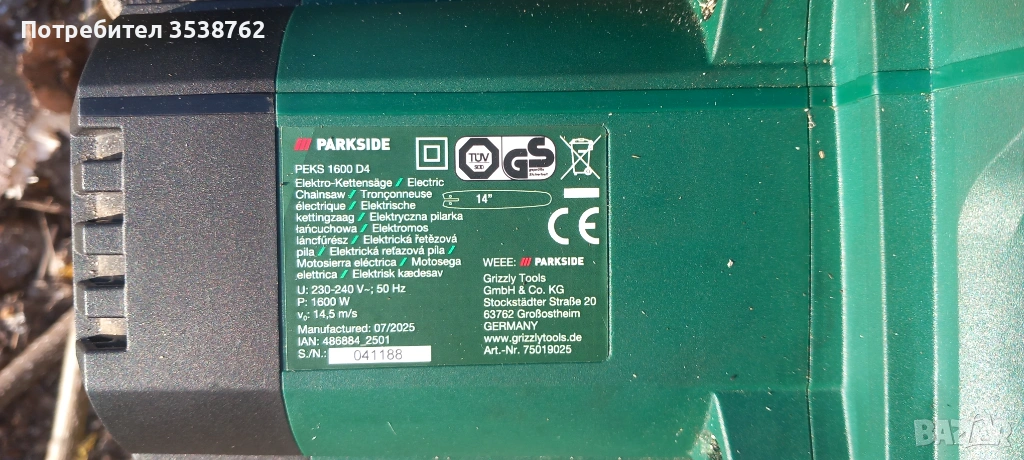 Потребител 3538762
PARKSIDE
PEKS 1600 D4
Elektro-Kettensäge / Electric
Chainsaw / Tronçonneuse
électrique / Elektrische
kettingzaag / Elektryczna pilarka
łańcuchowa / Elektromos
láncfűrész / Elektrická řetězová
pila / Elektrická reťazová píla /
Motosierra eléctrica / Motosega
elettrica / Elektrisk kædesav
U: 230-240 V~; 50 Hz
P: 1600 W
v₀: 14,5 m/s
Manufactured: 07/2025
IAN: 486884_2501
S./N.: 041188
TÜV
GS
14"
CE
WEEE: PARKSIDE
Grizzly Tools
GmbH & Co. KG
Stockstädter Straße 20
63762 Großostheim
GERMANY
www.grizzlytools.de
Art.-Nr. 75019025
BAZAR